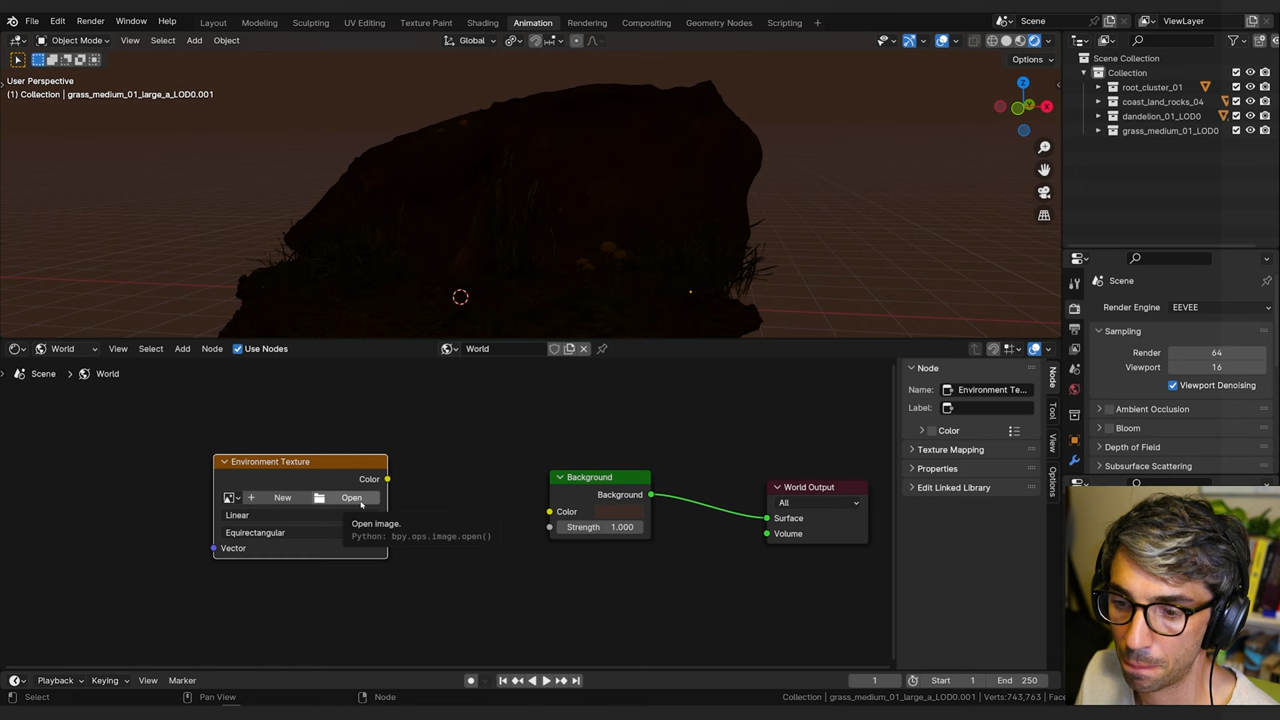 File Edit Render Window Help Layout Modeling Sculpting UV Editing Texture Paint Shading Animation Rendering Compositing Geometry Nodes Scripting + Scene ViewLayer
Object Mode View Select Add Object Global
Options
User Perspective
(1) Collection | grass_medium_01_large_a_LOD0.001
Z
Y
X
Scene Collection
Collection
root_cluster_01
coast_land_rocks_04
dandelion_01_LOD0
grass_medium_01_LOD0
Scene
Render Engine EEVEE
Sampling
Render 64
Viewport 16
Viewport Denoising
Ambient Occlusion
Bloom
Depth of Field
Subsurface Scattering
World View Select Add Node Use Nodes World
Scene > World
Environment Texture
Color
+ New Open
Linear
Equirectangular
Vector
Open image.
Python: bpy.ops.image.open()
Background
Background
Color
Strength 1.000
World Output
All
Surface
Volume
Node
Name: Environment Te...
Label:
Color
Texture Mapping
Properties
Edit Linked Library
Node
Tool
View
Options
Playback Keying View Marker 1 Start 1 End 250
Select Pan View Node Collection | grass_medium_01_large_a_LOD0.001 | Verts:743,763 | Face